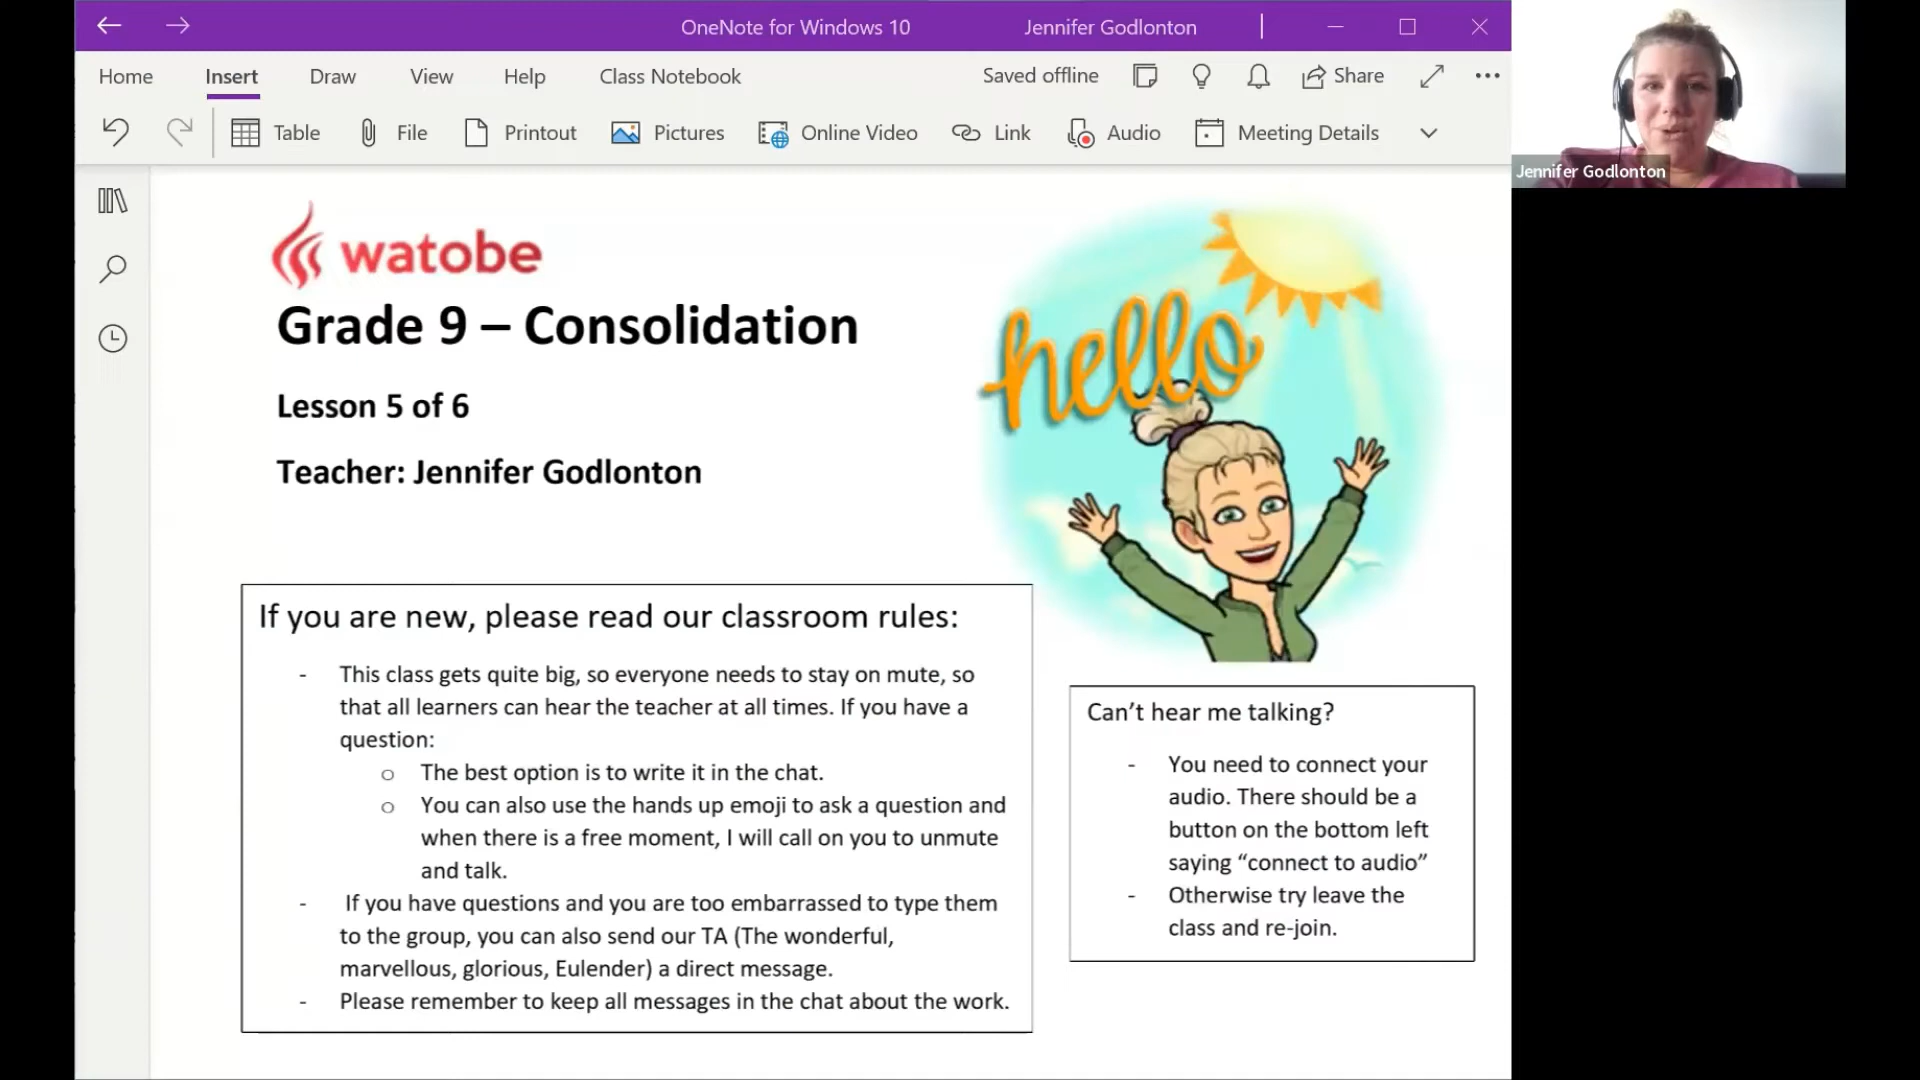 OneNote for Windows 10
Jennifer Godlonton
Home Insert Draw View Help Class Notebook
Saved offline
Share
Table File Printout Pictures Online Video Link Audio Meeting Details
Jennifer Godlonton
watobe
hello
Grade 9 – Consolidation
Lesson 5 of 6
Teacher: Jennifer Godlonton
If you are new, please read our classroom rules:
- This class gets quite big, so everyone needs to stay on mute, so
that all learners can hear the teacher at all times. If you have a
question:
o The best option is to write it in the chat.
o You can also use the hands up emoji to ask a question and
when there is a free moment, I will call on you to unmute
and talk.
- If you have questions and you are too embarrassed to type them
to the group, you can also send our TA (The wonderful,
marvellous, glorious, Eulender) a direct message.
- Please remember to keep all messages in the chat about the work.
Can’t hear me talking?
- You need to connect your
audio. There should be a
button on the bottom left
saying “connect to audio”
- Otherwise try leave the
class and re-join.